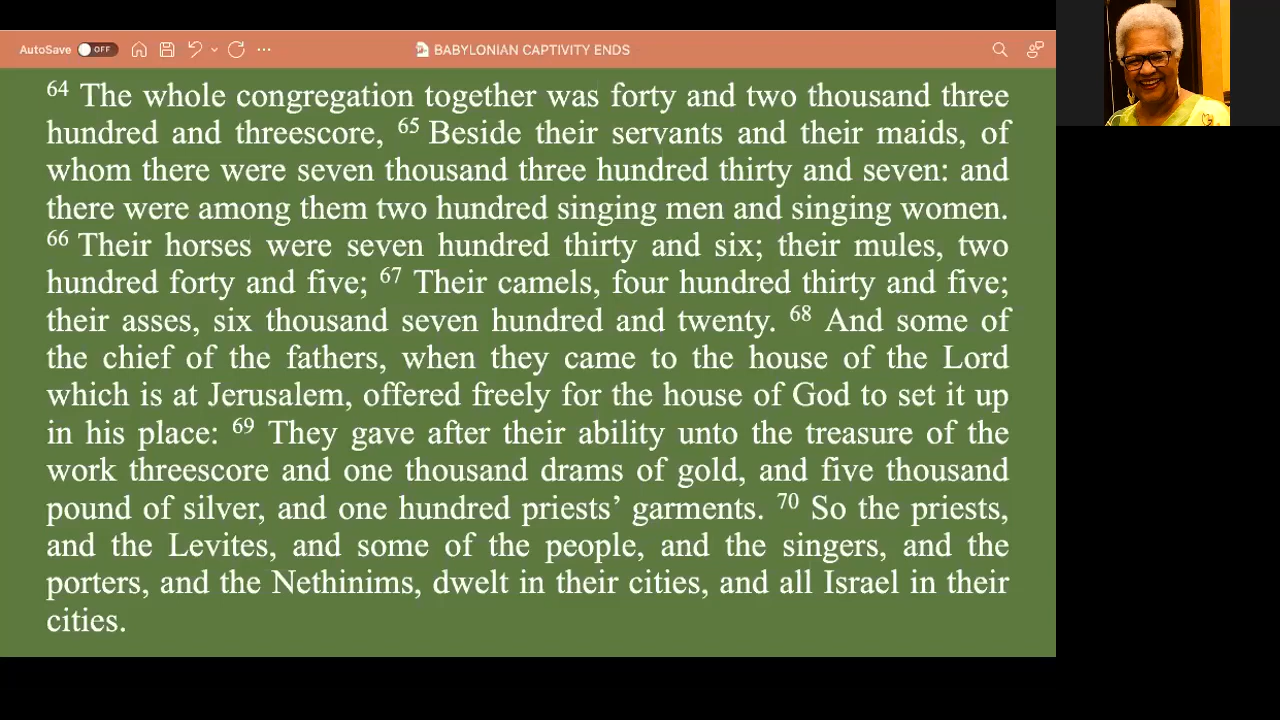 AutoSave OFF BABYLONIAN CAPTIVITY ENDS
64 The whole congregation together was forty and two thousand three
hundred and threescore, 65 Beside their servants and their maids, of
whom there were seven thousand three hundred thirty and seven: and
there were among them two hundred singing men and singing women.
66 Their horses were seven hundred thirty and six; their mules, two
hundred forty and five; 67 Their camels, four hundred thirty and five;
their asses, six thousand seven hundred and twenty. 68 And some of
the chief of the fathers, when they came to the house of the Lord
which is at Jerusalem, offered freely for the house of God to set it up
in his place: 69 They gave after their ability unto the treasure of the
work threescore and one thousand drams of gold, and five thousand
pound of silver, and one hundred priests’ garments. 70 So the priests,
and the Levites, and some of the people, and the singers, and the
porters, and the Nethinims, dwelt in their cities, and all Israel in their
cities.